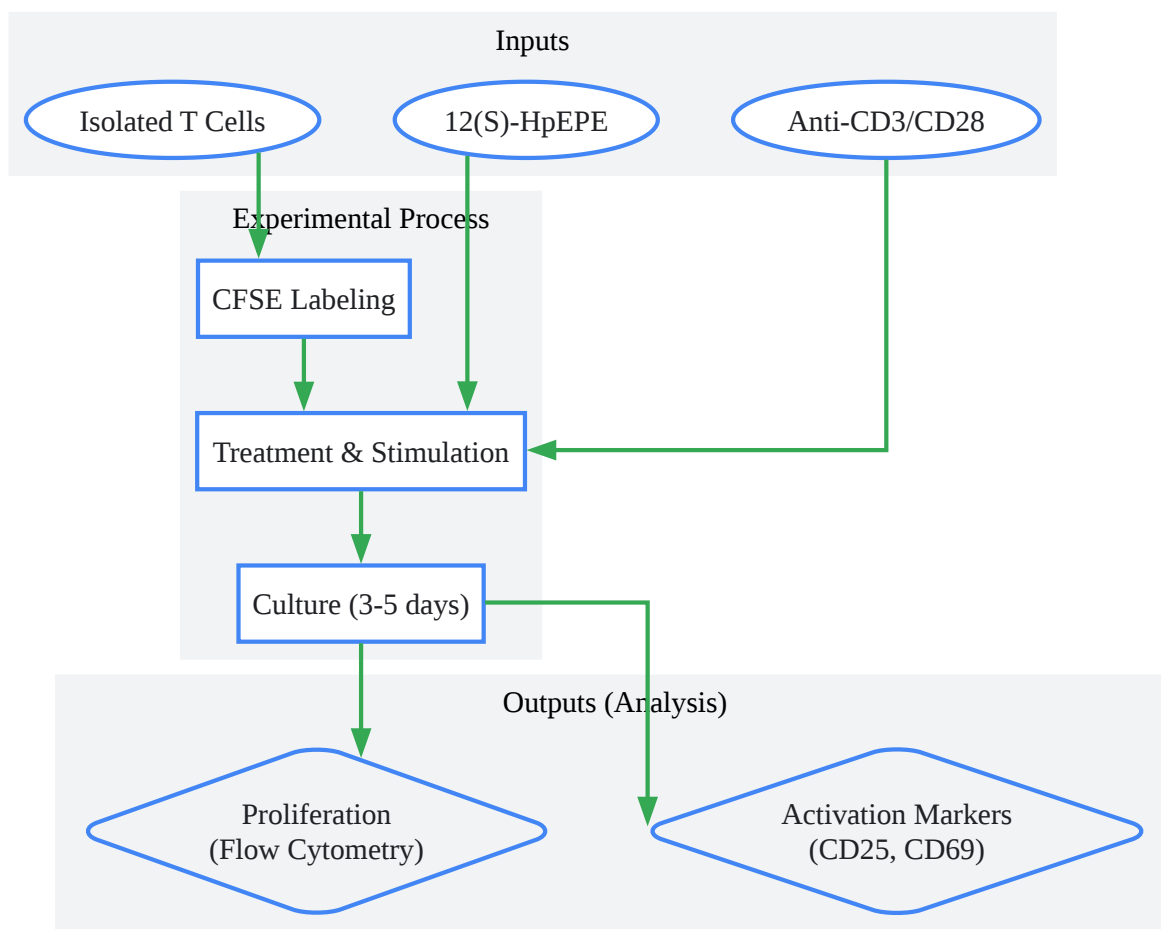 Inputs
Isolated T Cells
12(S)-HpEPE
Anti-CD3/CD28
Experimental Process
CFSE Labeling
Treatment & Stimulation
Culture (3-5 days)
Outputs (Analysis)
Proliferation
(Flow Cytometry)
Activation Markers
(CD25, CD69)